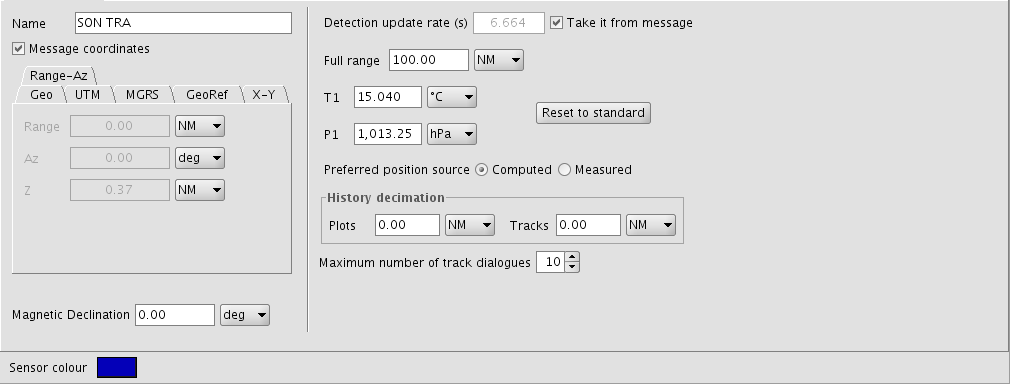 Name SON TRA
Message coordinates
Range-Az
Geo UTM MGRS GeoRef X-Y
Range 0.00 NM
Az 0.00 deg
Z 0.37 NM
Magnetic Declination 0.00 deg
Detection update rate (s) 6.664 Take it from message
Full range 100.00 NM
T1 15.040 °C
Reset to standard
P1 1,013.25 hPa
Preferred position source Computed Measured
History decimation
Plots 0.00 NM Tracks 0.00 NM
Maximum number of track dialogues 10
Sensor colour